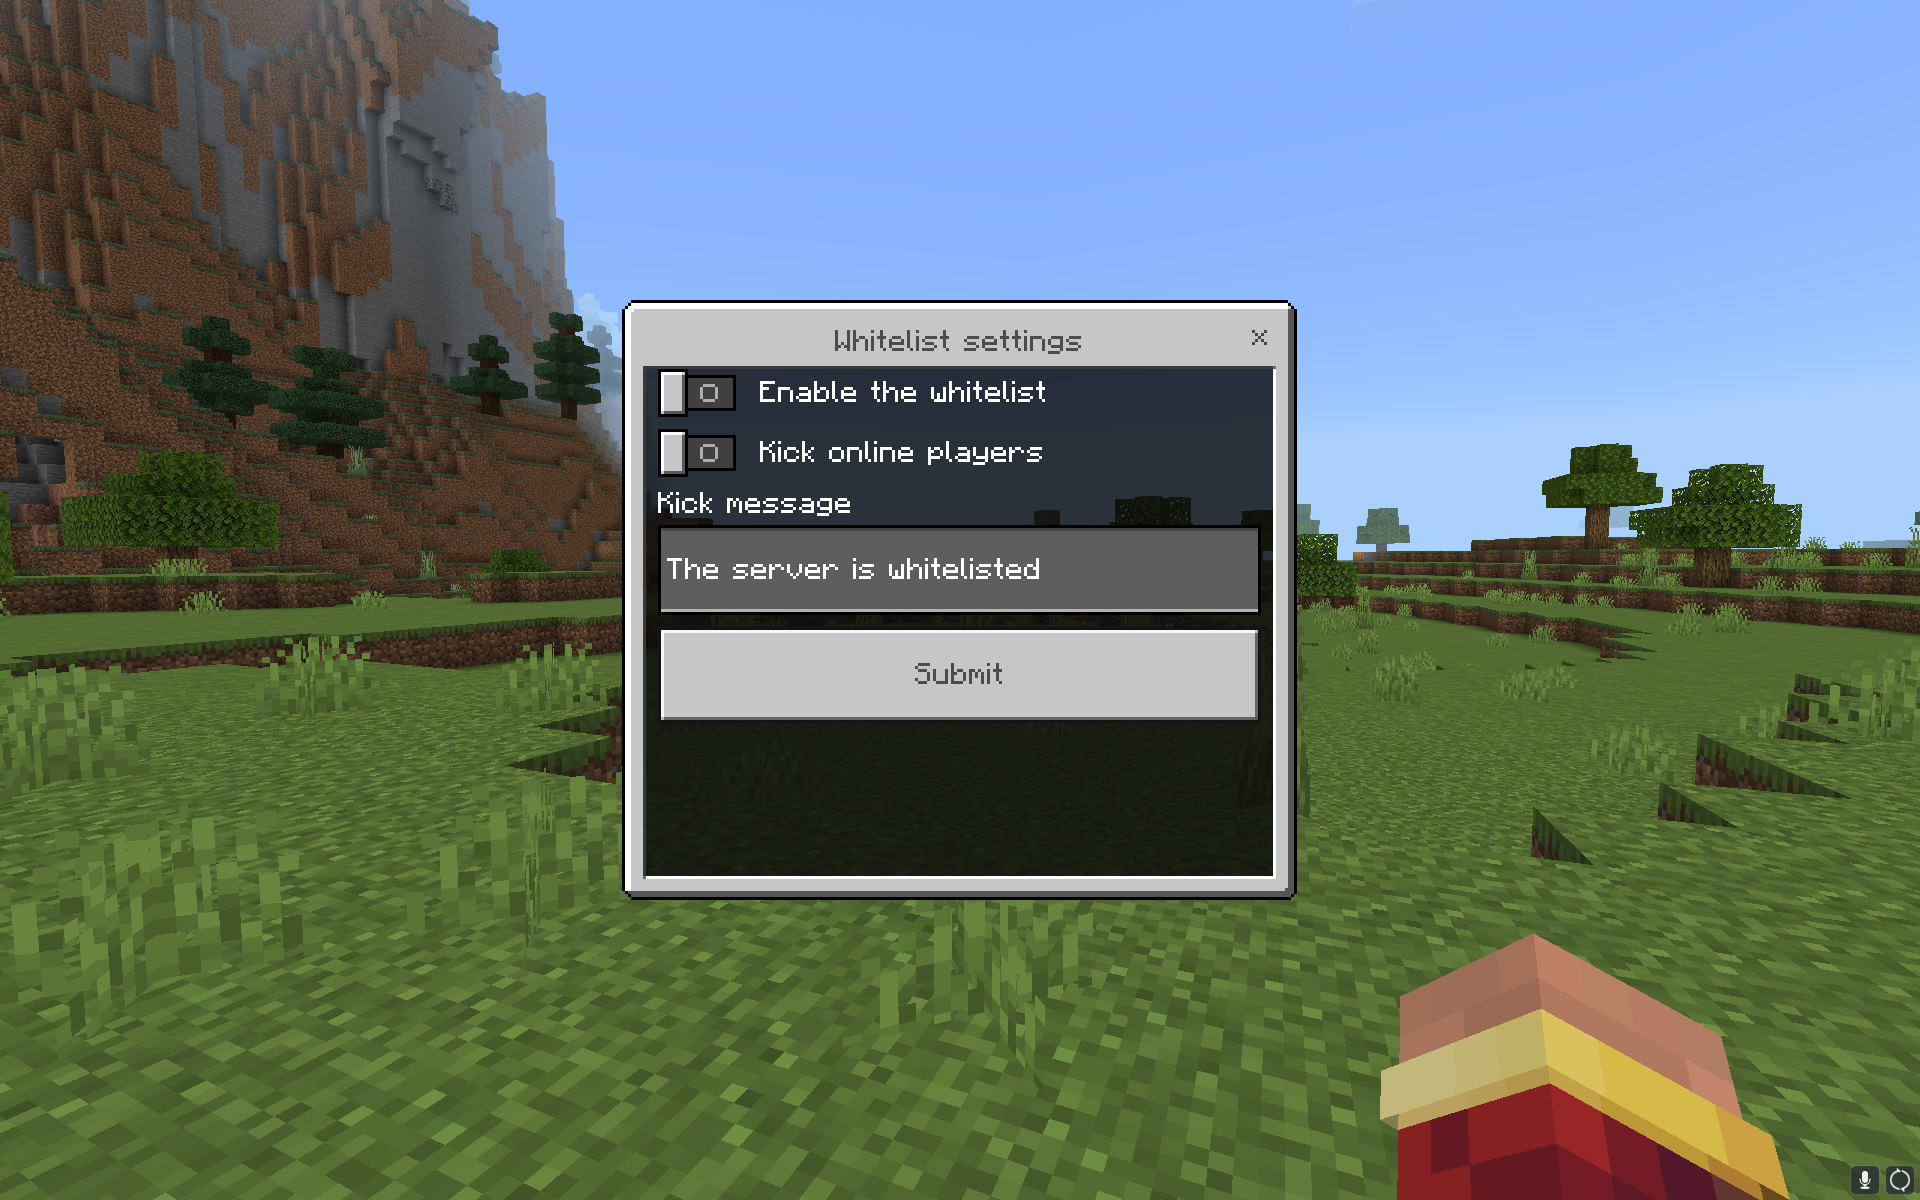 Whitelist settings
Enable the whitelist
Kick online players
Kick message
The server is whitelisted
Submit